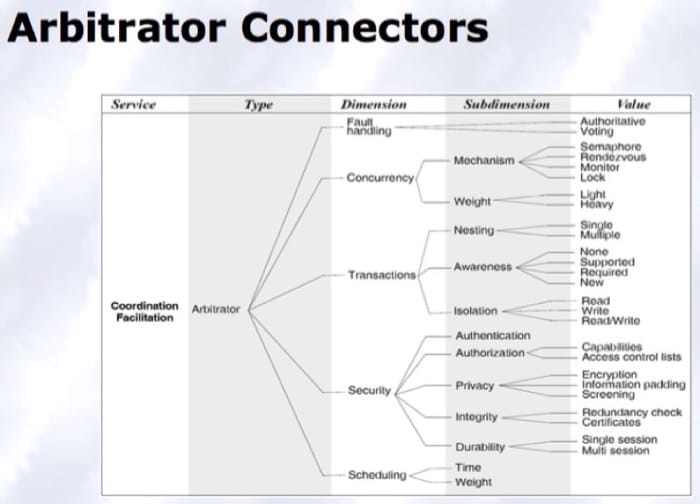 Arbitrator Connectors
Service Type Dimension Subdimension Value
Fault
handling
Authoritative
Voting
Concurrency
Mechanism
Semaphore
Rendezvous
Monitor
Lock
Weight
Light
Heavy
Transactions
Nesting
Single
Multiple
Awareness
None
Supported
Required
New
Isolation
Read
Write
Read/Write
Coordination
Facilitation
Arbitrator
Security
Authentication
Authorization
Capabilities
Access control lists
Privacy
Encryption
Information padding
Screening
Integrity
Redundancy check
Certificates
Durability
Single session
Multi session
Scheduling
Time
Weight